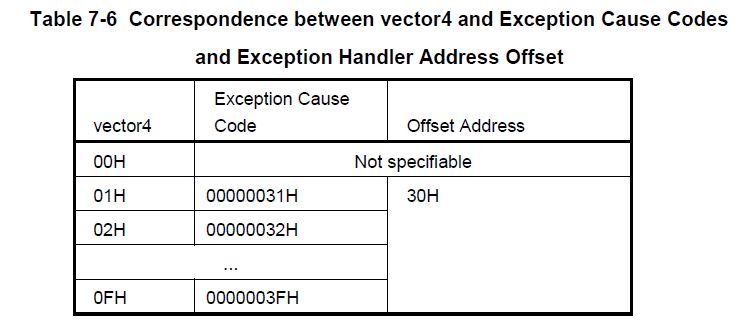 Table 7-6 Correspondence between vector4 and Exception Cause Codes
and Exception Handler Address Offset
vector4 Exception Cause Code Offset Address
00H Not specifiable
01H 00000031H 30H
02H 00000032H
...
0FH 0000003FH